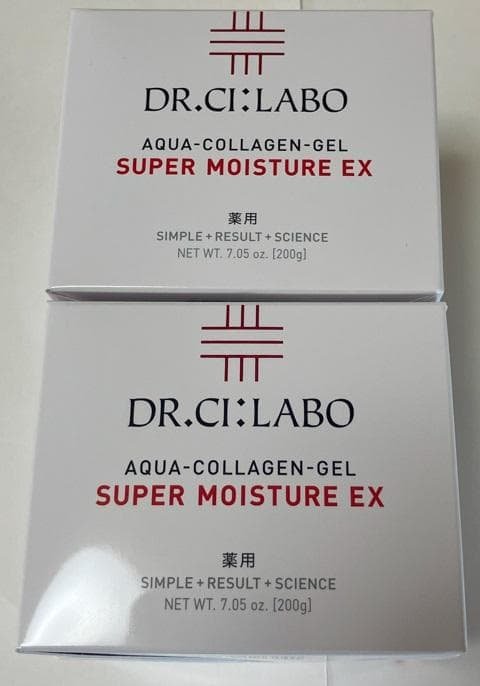 DR.CI:LABO
AQUA-COLLAGEN-GEL
SUPER MOISTURE EX
薬用
SIMPLE+RESULT+SCIENCE
NET WT. 7.05 oz. [200g]
DR.CI:LABO
AQUA-COLLAGEN-GEL
SUPER MOISTURE EX
薬用
SIMPLE+RESULT+SCIENCE
NET WT. 7.05 oz. [200g]